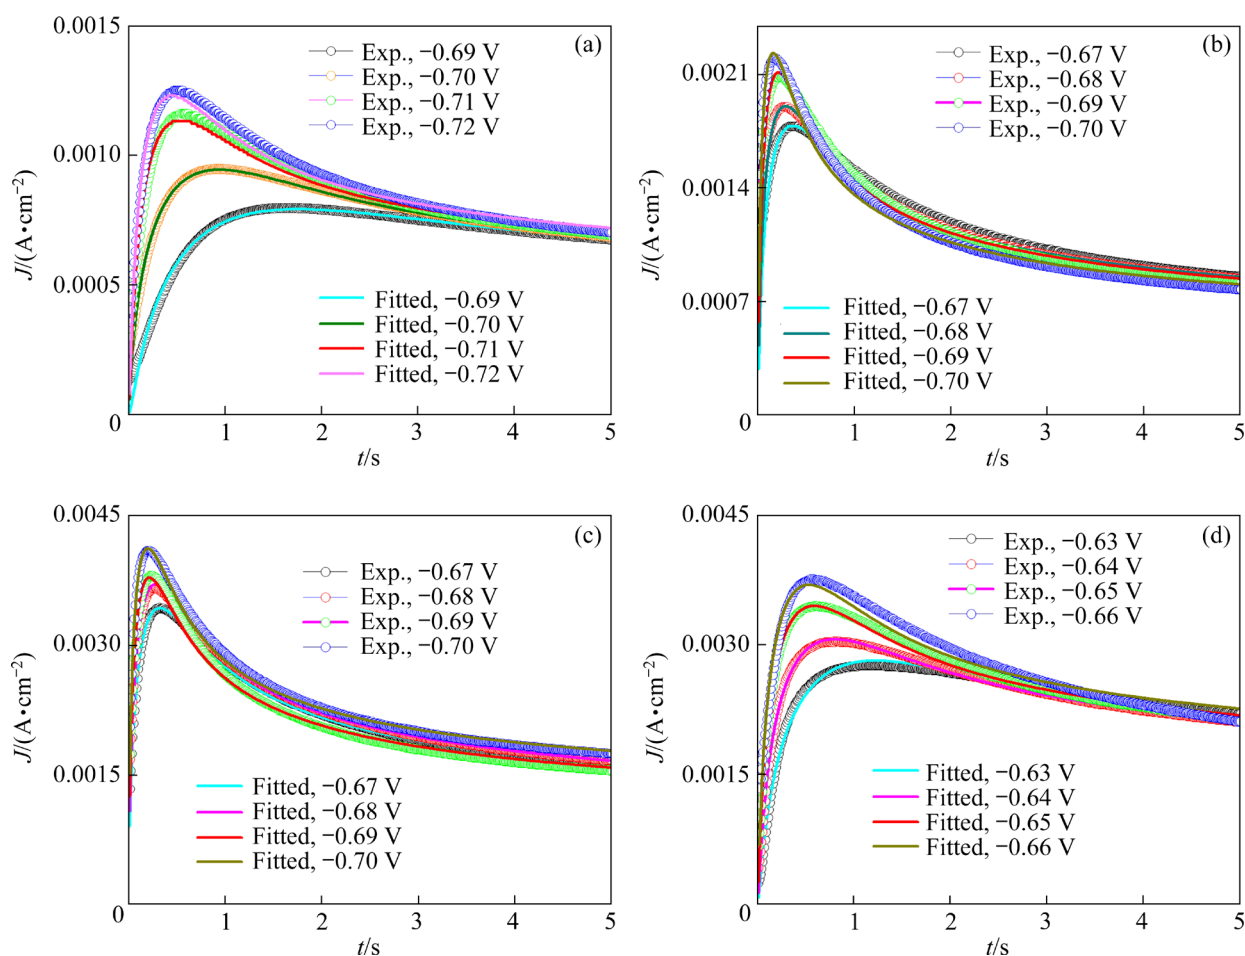 (a)
0.0015
0.0010
0.0005
0
J/(A•cm−2)
Exp., −0.69 V
Exp., −0.70 V
Exp., −0.71 V
Exp., −0.72 V
Fitted, −0.69 V
Fitted, −0.70 V
Fitted, −0.71 V
Fitted, −0.72 V
1 2 3 4 5
t/s
(b)
0.0021
0.0014
0.0007
0
J/(A•cm−2)
Exp., −0.67 V
Exp., −0.68 V
Exp., −0.69 V
Exp., −0.70 V
Fitted, −0.67 V
Fitted, −0.68 V
Fitted, −0.69 V
Fitted, −0.70 V
1 2 3 4 5
t/s
(c)
0.0045
0.0030
0.0015
0
J/(A•cm−2)
Exp., −0.67 V
Exp., −0.68 V
Exp., −0.69 V
Exp., −0.70 V
Fitted, −0.67 V
Fitted, −0.68 V
Fitted, −0.69 V
Fitted, −0.70 V
1 2 3 4 5
t/s
(d)
0.0045
0.0030
0.0015
0
J/(A•cm−2)
Exp., −0.63 V
Exp., −0.64 V
Exp., −0.65 V
Exp., −0.66 V
Fitted, −0.63 V
Fitted, −0.64 V
Fitted, −0.65 V
Fitted, −0.66 V
1 2 3 4 5
t/s